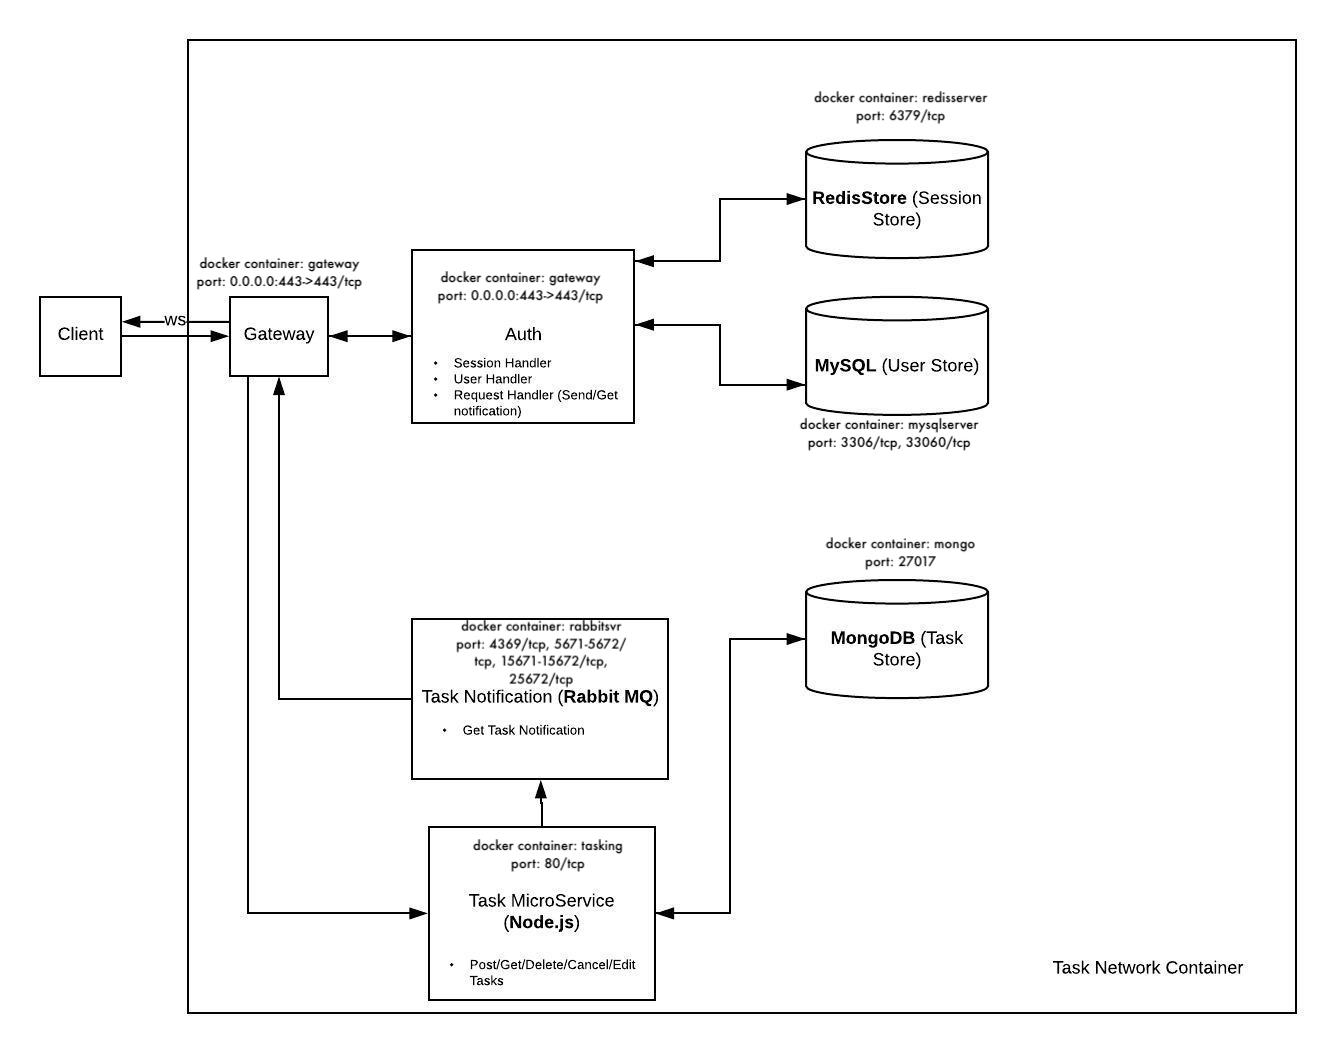 docker container: redisserver
port: 6379/tcp
RedisStore (Session
Store)
docker container: gateway
port: 0.0.0.0:443->443/tcp
Client
ws
Gateway
docker container: gateway
port: 0.0.0.0:443->443/tcp
Auth
• Session Handler
• User Handler
• Request Handler (Send/Get
notification)
MySQL (User Store)
docker container: mysqlserver
port: 3306/tcp, 33060/tcp
docker container: mongo
port: 27017
MongoDB (Task
Store)
docker container: rabbitsvr
port: 4369/tcp, 5671-5672/
tcp, 15671-15672/tcp,
25672/tcp
Task Notification (Rabbit MQ)
• Get Task Notification
docker container: tasking
port: 80/tcp
Task MicroService
(Node.js)
• Post/Get/Delete/Cancel/Edit
Tasks
Task Network Container